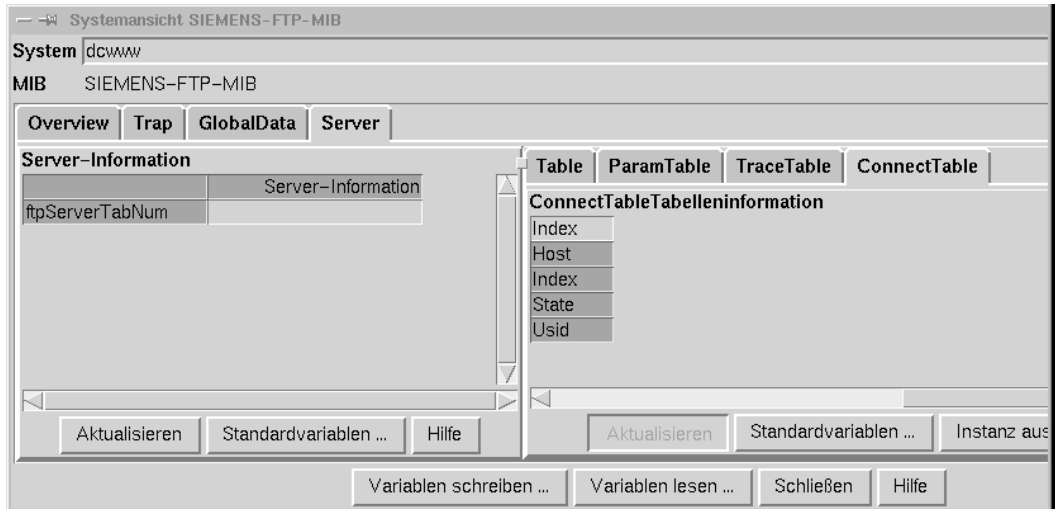 Systemansicht SIEMENS-FTP-MIB
System dcwww
MIB SIEMENS-FTP-MIB
Overview Trap GlobalData Server
Server-Information
Server-Information
ftpServerTabNum
Aktualisieren Standardvariablen ... Hilfe
Table ParamTable TraceTable ConnectTable
ConnectTableTabelleninformation
Index
Host
Index
State
Usid
Aktualisieren Standardvariablen ... Instanz aus
Variablen schreiben ... Variablen lesen ... Schließen Hilfe